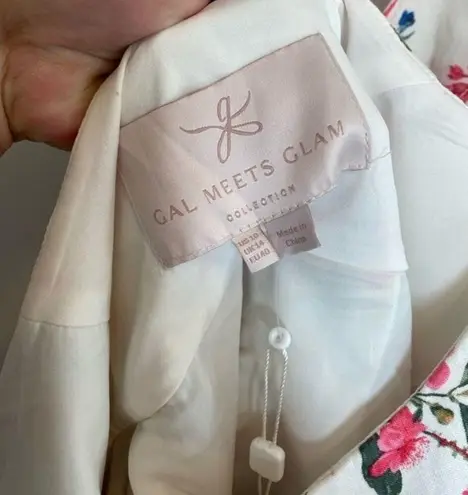 g
GAL MEETS GLAM
COLLECTION
US 10
UK 14
EU 40
Made in
China